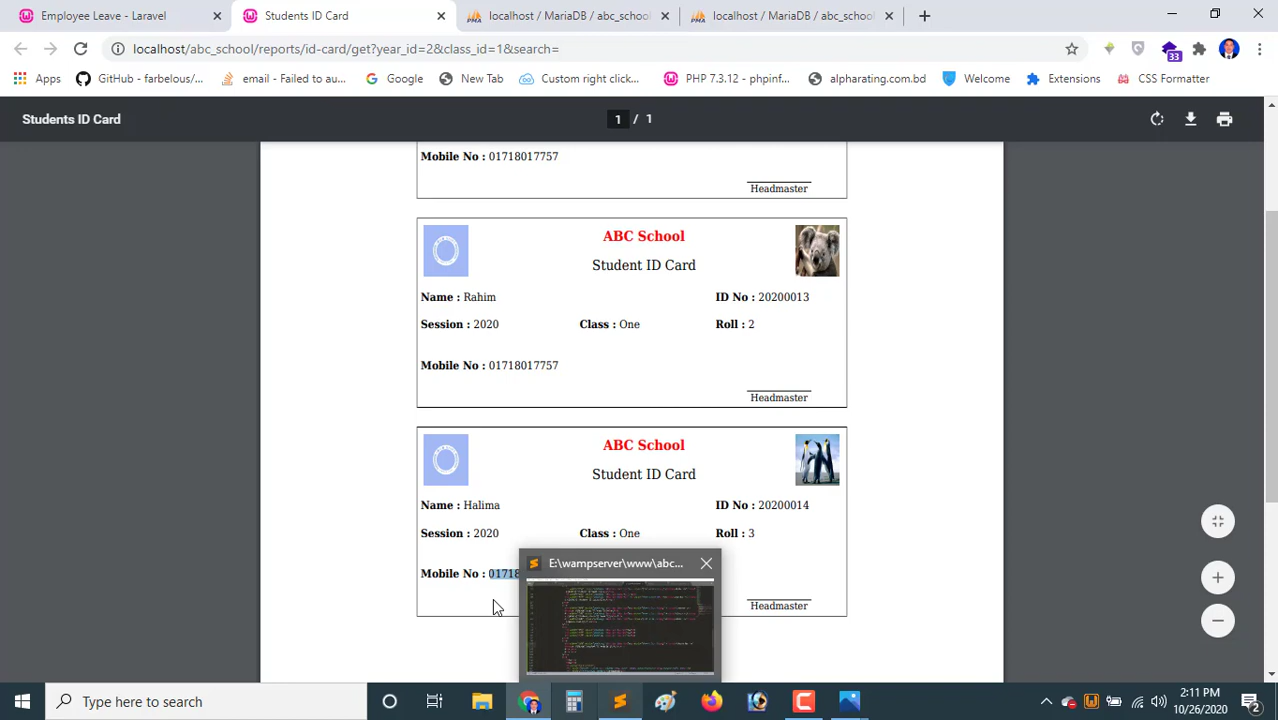 Employee Leave - Laravel
Students ID Card
localhost / MariaDB / abc_school
localhost / MariaDB / abc_school
localhost/abc_school/reports/id-card/get?year_id=2&class_id=1&search=
33
Apps
GitHub - farbelous/...
email - Failed to au...
Google
New Tab
Custom right click...
PHP 7.3.12 - phpinf...
alpharating.com.bd
Welcome
Extensions
CSS Formatter
Students ID Card
1 / 1
Mobile No : 01718017757
Headmaster
ABC School
Student ID Card
Name : Rahim
ID No : 20200013
Session : 2020
Class : One
Roll : 2
Mobile No : 01718017757
Headmaster
ABC School
Student ID Card
Name : Halima
ID No : 20200014
Session : 2020
Class : One
Roll : 3
Mobile No : 01718
Headmaster
E:\wampserver\www\abc...
Type here to search
2:11 PM
10/26/2020
2